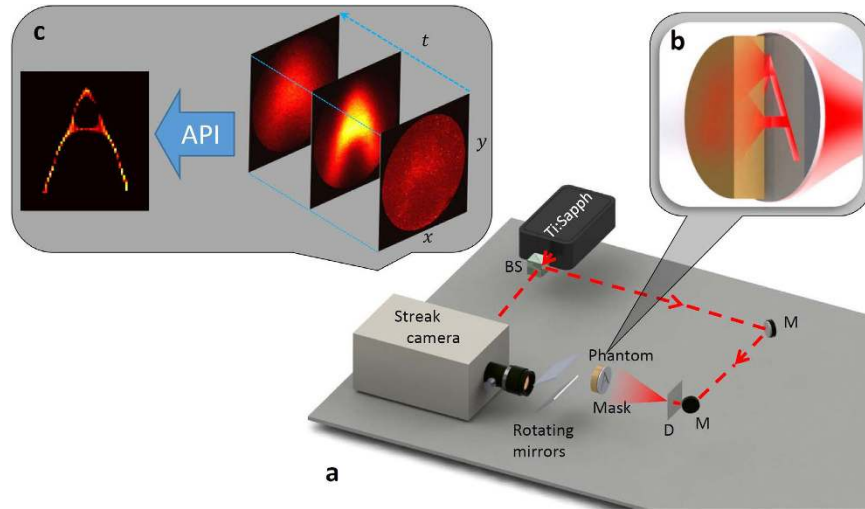 c
t
API
y
x
b
Ti:Sapph
BS
Streak
camera
M
Phantom
Mask
M
D
Rotating
mirrors
a